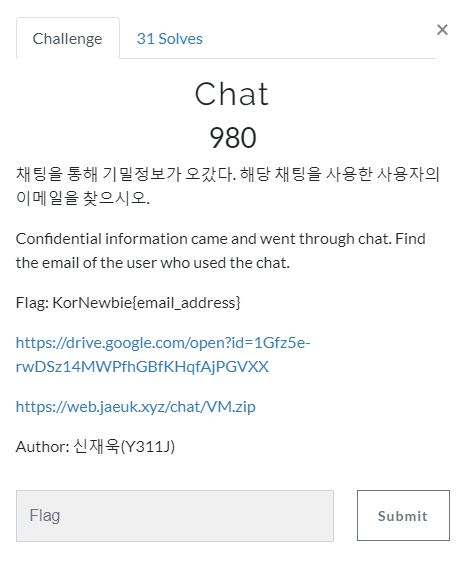 Challenge
31 Solves
×
Chat
980
채팅을 통해 기밀정보가 오갔다. 해당 채팅을 사용한 사용자의
이메일을 찾으시오.
Confidential information came and went through chat. Find
the email of the user who used the chat.
Flag: KorNewbie{email_address}
https://drive.google.com/open?id=1Gfz5e-
rwDSz14MWPfhGBfKHqfAjPGVXX
https://web.jaeuk.xyz/chat/VM.zip
Author: 신재욱(Y311J)
Flag
Submit